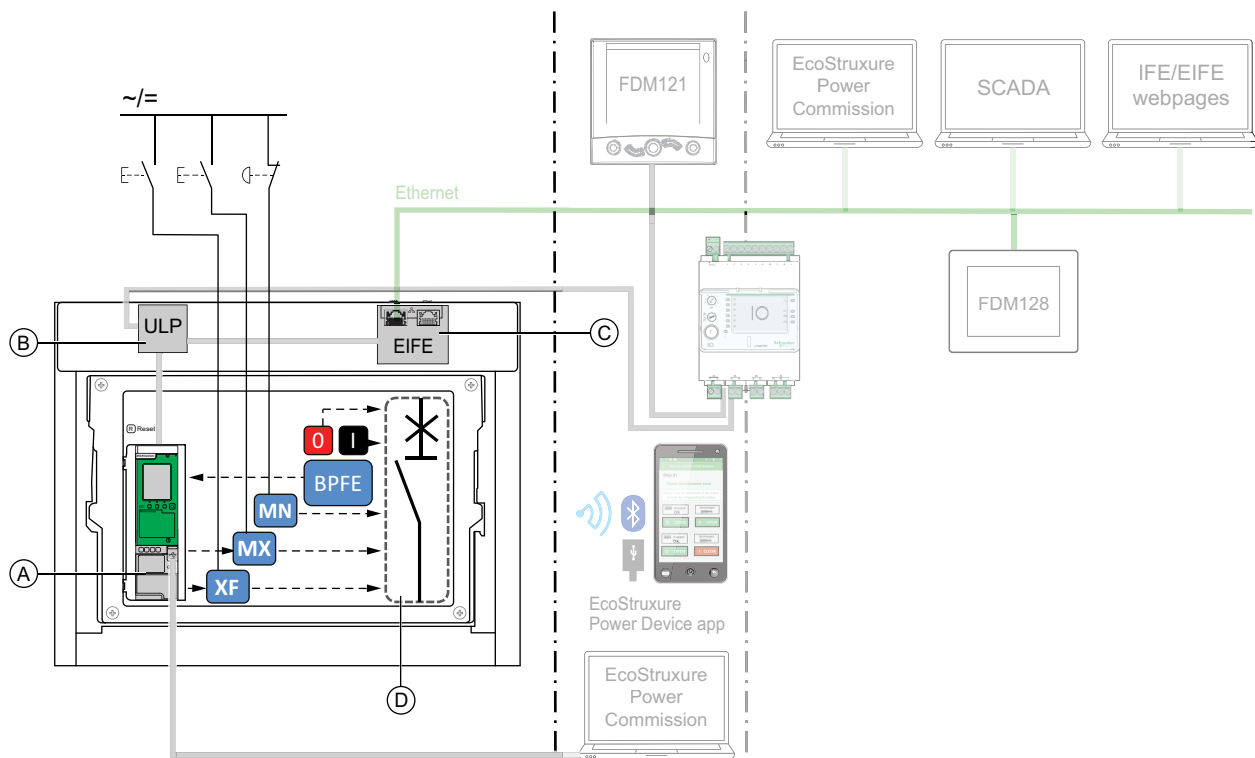 ~/=
FDM121
EcoStruxure
Power
Commission
SCADA
IFE/EIFE
webpages
Ethernet
ULP
EIFE
B
C
IO
FDM128
R Reset
0
I
BPFE
MN
MX
XF
A
D
EcoStruxure
Power Device app
EcoStruxure
Power
Commission